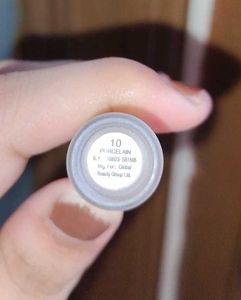 10
PORCELAIN
Mfg. For: Global
Beauty Group Ltd.